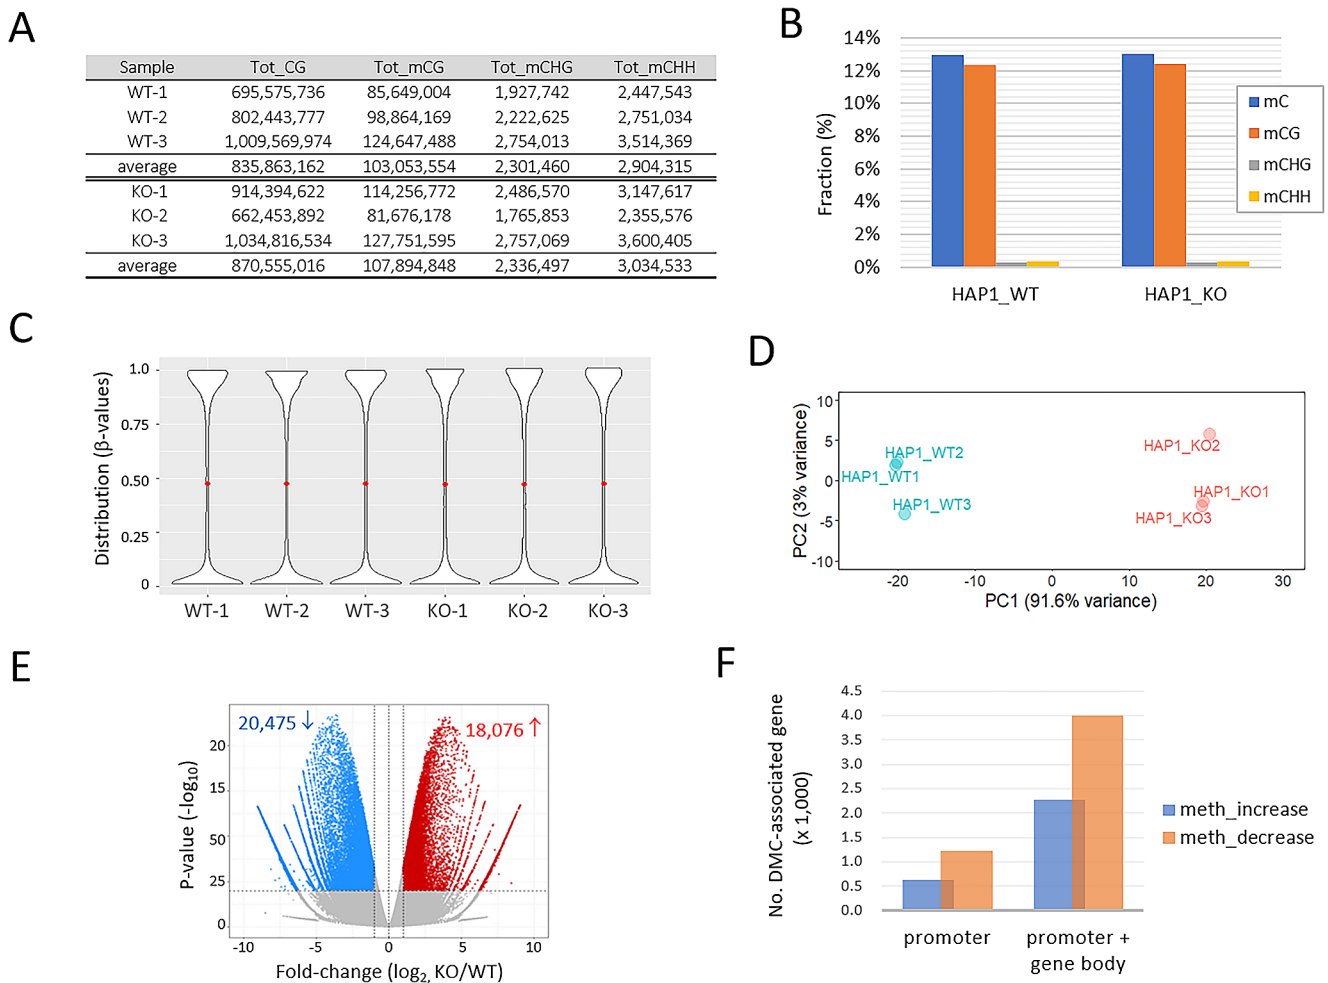 A
Sample Tot_CG Tot_mCG Tot_mCHG Tot_mCHH
WT-1 695,575,736 85,649,004 1,927,742 2,447,543
WT-2 802,443,777 98,864,169 2,222,625 2,751,034
WT-3 1,009,569,974 124,647,488 2,754,013 3,514,369
average 835,863,162 103,053,554 2,301,460 2,904,315
KO-1 914,394,622 114,256,772 2,486,570 3,147,617
KO-2 662,453,892 81,676,178 1,765,853 2,355,576
KO-3 1,034,816,534 127,751,595 2,757,069 3,600,405
average 870,555,016 107,894,848 2,336,497 3,034,533
B
Fraction (%)
14%
12%
10%
8%
6%
4%
2%
0%
HAP1_WT HAP1_KO
mC
mCG
mCHG
mCHH
C
Distribution (β-values)
1.0
0.75
0.50
0.25
0
WT-1 WT-2 WT-3 KO-1 KO-2 KO-3
D
PC2 (3% variance)
10
5
0
-5
-10
HAP1_WT2
HAP1_WT1
HAP1_WT3
HAP1_KO2
HAP1_KO1
HAP1_KO3
-20 -10 0 10 20 30
PC1 (91.6% variance)
E
P-value (-log10)
20
15
50
25
0
20,475 ↓
18,076 ↑
-10 -5 0 5 10
Fold-change (log2, KO/WT)
F
No. DMC-associated gene
(x 1,000)
4.5
4.0
3.5
3.0
2.5
2.0
1.5
1.0
0.5
0.0
promoter promoter +
gene body
meth_increase
meth_decrease